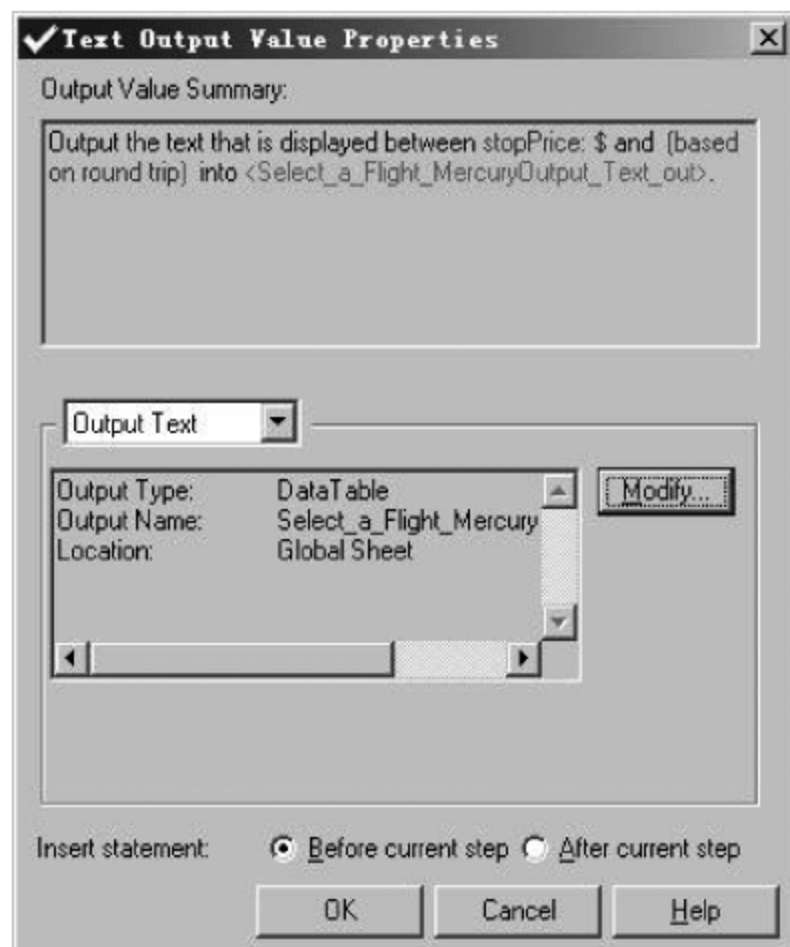 Text Output Value Properties
Output Value Summary:
Output the text that is displayed between stopPrice: $ and (based
on round trip) into <Select_a_Flight_MercuryOutput_Text_out>.
Output Text
Output Type: DataTable
Output Name: Select_a_Flight_Mercury
Location: Global Sheet
Modify...
Insert statement: Before current step After current step
OK Cancel Help